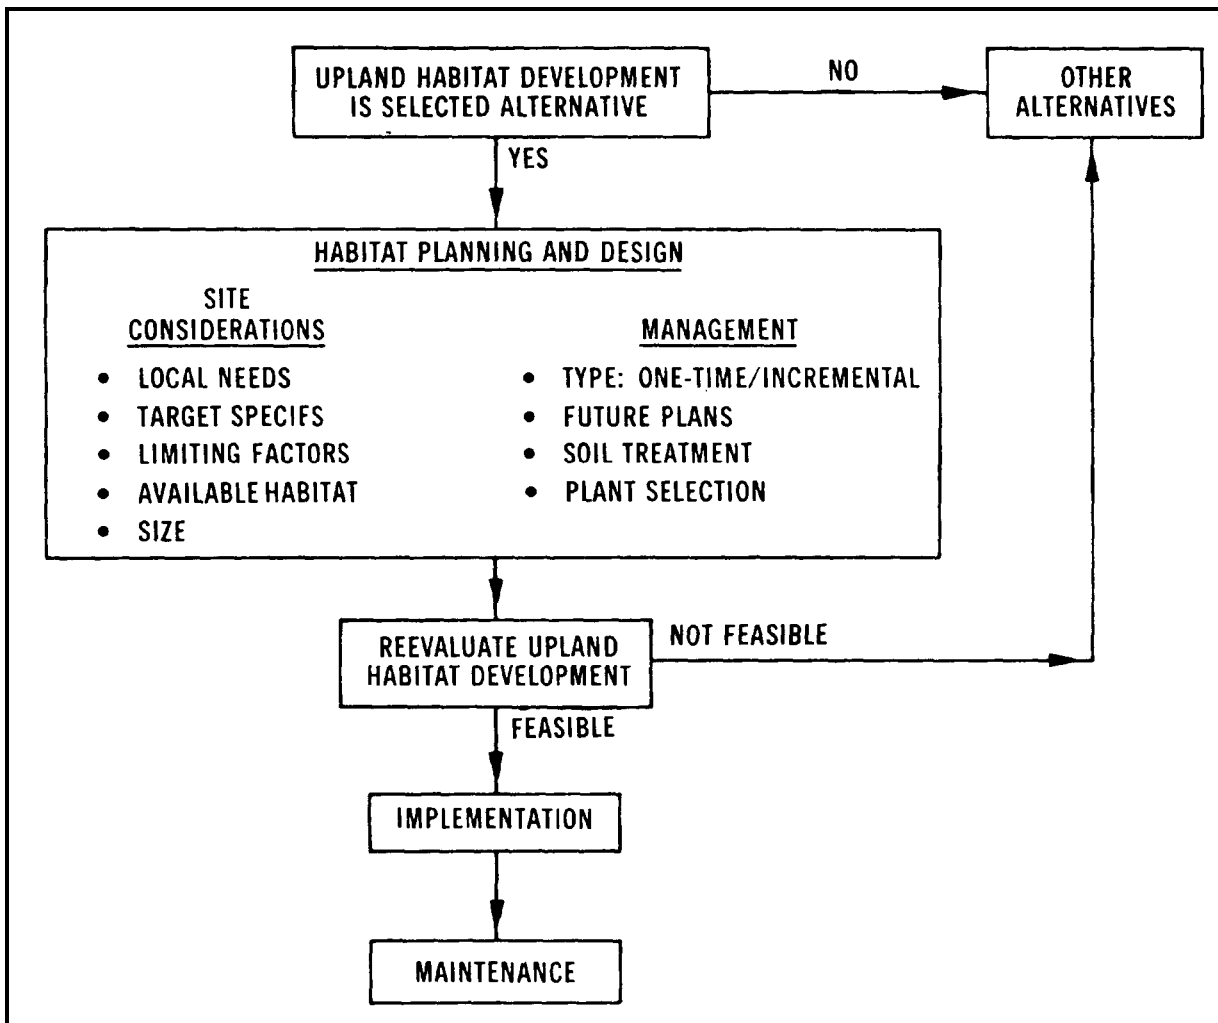 UPLAND HABITAT DEVELOPMENT
IS SELECTED ALTERNATIVE
NO
OTHER
ALTERNATIVES
YES
HABITAT PLANNING AND DESIGN
SITE
CONSIDERATIONS
• LOCAL NEEDS
• TARGET SPECIFS
• LIMITING FACTORS
• AVAILABLE HABITAT
• SIZE
MANAGEMENT
• TYPE: ONE-TIME/INCREMENTAL
• FUTURE PLANS
• SOIL TREATMENT
• PLANT SELECTION
REEVALUATE UPLAND
HABITAT DEVELOPMENT
NOT FEASIBLE
FEASIBLE
IMPLEMENTATION
MAINTENANCE